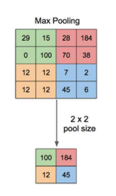 Max Pooling
29 15 28 184
0 100 70 38
12 12 7 2
12 12 45 6
2 x 2
pool size
100 184
12 45